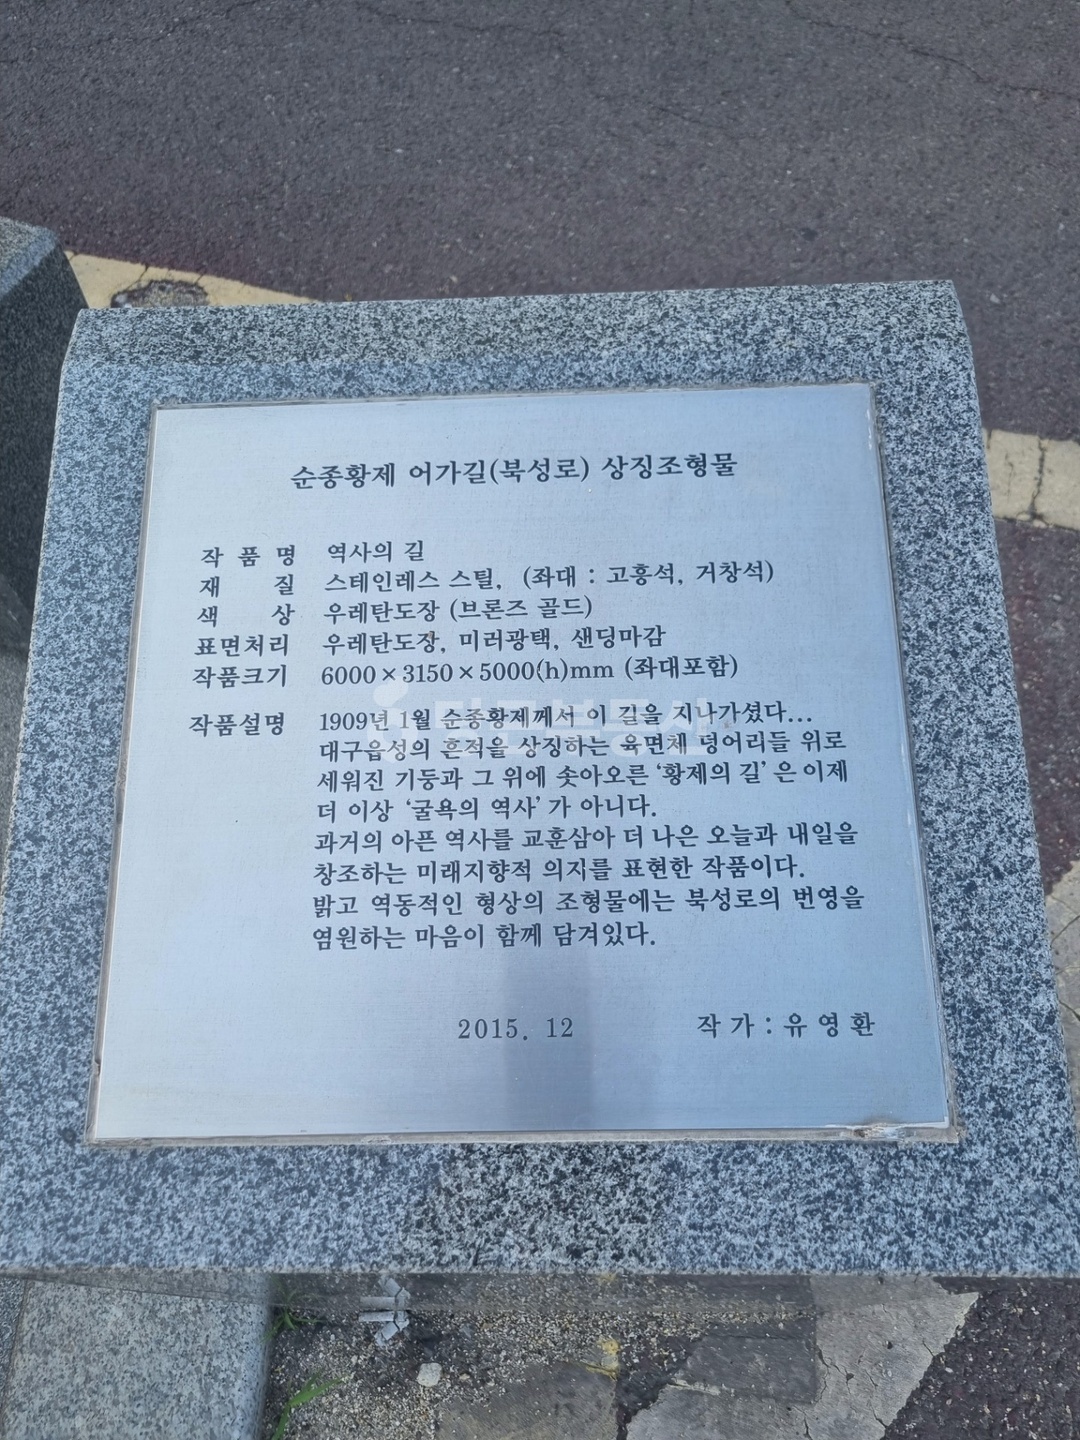 순종황제 어가길(북성로) 상징조형물
작 품 명 역사의 길
재 질 스테인레스 스틸, (좌대 : 고흥석, 거창석)
색 상 우레탄도장 (브론즈 골드)
표면처리 우레탄도장, 미러광택, 샌딩마감
작품크기 6000×3150×5000(h)mm (좌대포함)
작품설명 1909년 1월 순종황제께서 이 길을 지나가셨다...
대구읍성의 흔적을 상징하는 육면체 덩어리들 위로
세워진 기둥과 그 위에 솟아오른 '황제의 길'은 이제
더 이상 '굴욕의 역사'가 아니다.
과거의 아픈 역사를 교훈삼아 더 나은 오늘과 내일을
창조하는 미래지향적 의지를 표현한 작품이다.
밝고 역동적인 형상의 조형물에는 북성로의 번영을
염원하는 마음이 함께 담겨있다.
2015. 12 작 가 : 유 영 환